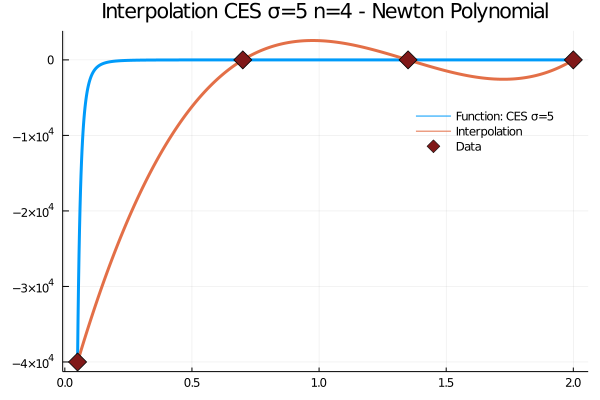 Interpolation CES σ=5 n=4 - Newton Polynomial
0
−1×10⁴
−2×10⁴
−3×10⁴
−4×10⁴
Function: CES σ=5
Interpolation
Data
0.0 0.5 1.0 1.5 2.0